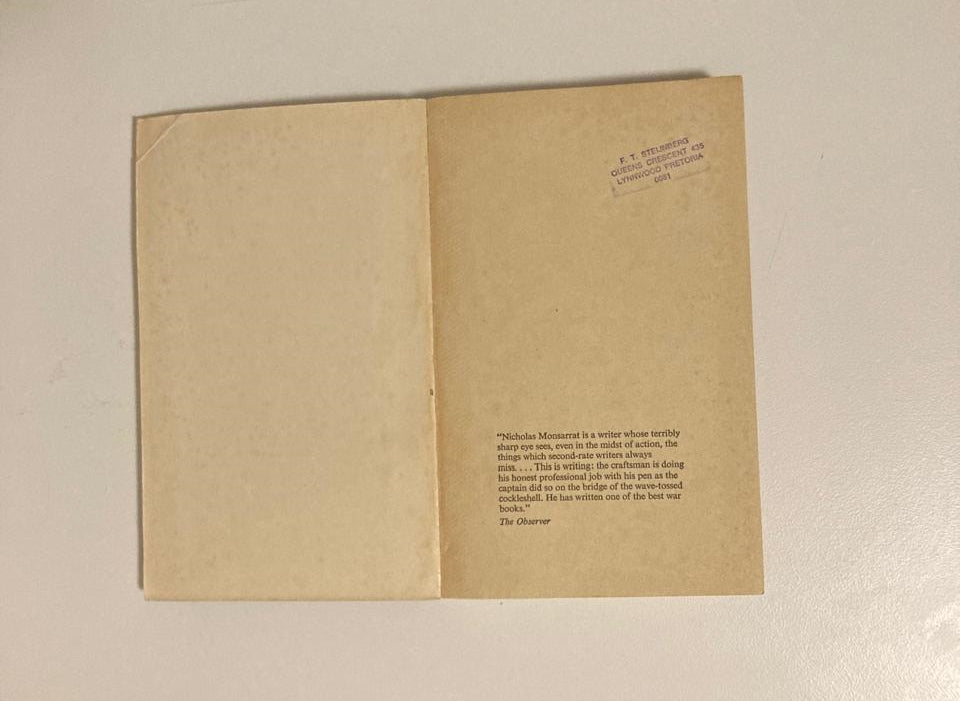 F. T. STEUNBERG
QUEENS CRESCENT 435
LYNNWOOD PRETORIA
0081
“Nicholas Monsarrat is a writer whose terribly
sharp eye sees, even in the midst of action, the
things which second-rate writers always
miss. . . . This is writing: the craftsman is doing
his honest professional job with his pen as the
captain did so on the bridge of the wave-tossed
cockleshell. He has written one of the best war
books.”
The Observer